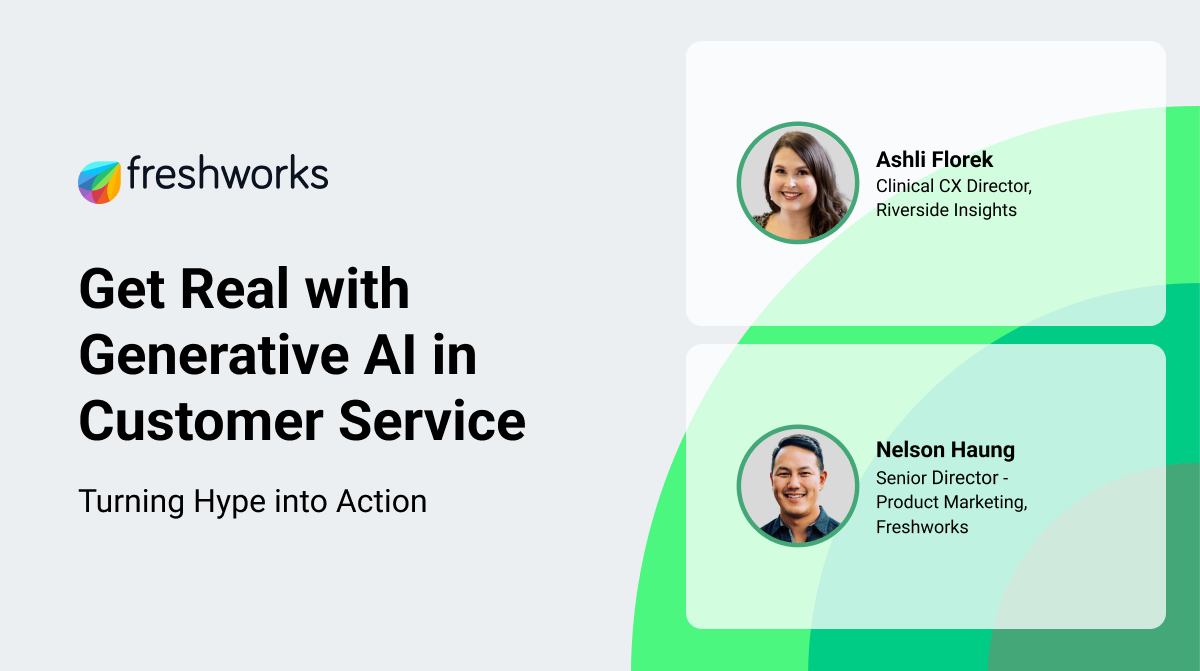 freshworks
Get Real with
Generative AI in
Customer Service
Turning Hype into Action
Ashli Florek
Clinical CX Director,
Riverside Insights
Nelson Haung
Senior Director -
Product Marketing,
Freshworks